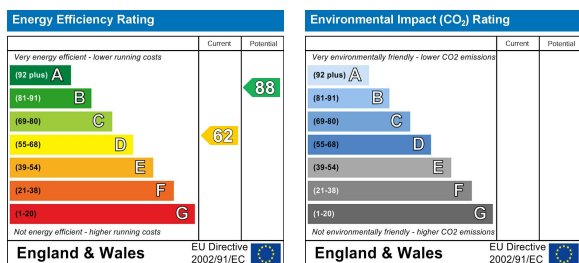 Energy Efficiency Rating
Current Potential
Very energy efficient - lower running costs
(92 plus) A
(81-91) B
(69-80) C
(55-68) D
(39-54) E
(21-38) F
(1-20) G
62
88
Not energy efficient - higher running costs
England & Wales
EU Directive
2002/91/EC
Environmental Impact (CO2) Rating
Current Potential
Very environmentally friendly - lower CO2 emissions
(92 plus) A
(81-91) B
(69-80) C
(55-68) D
(39-54) E
(21-38) F
(1-20) G
Not environmentally friendly - higher CO2 emissions
England & Wales
EU Directive
2002/91/EC